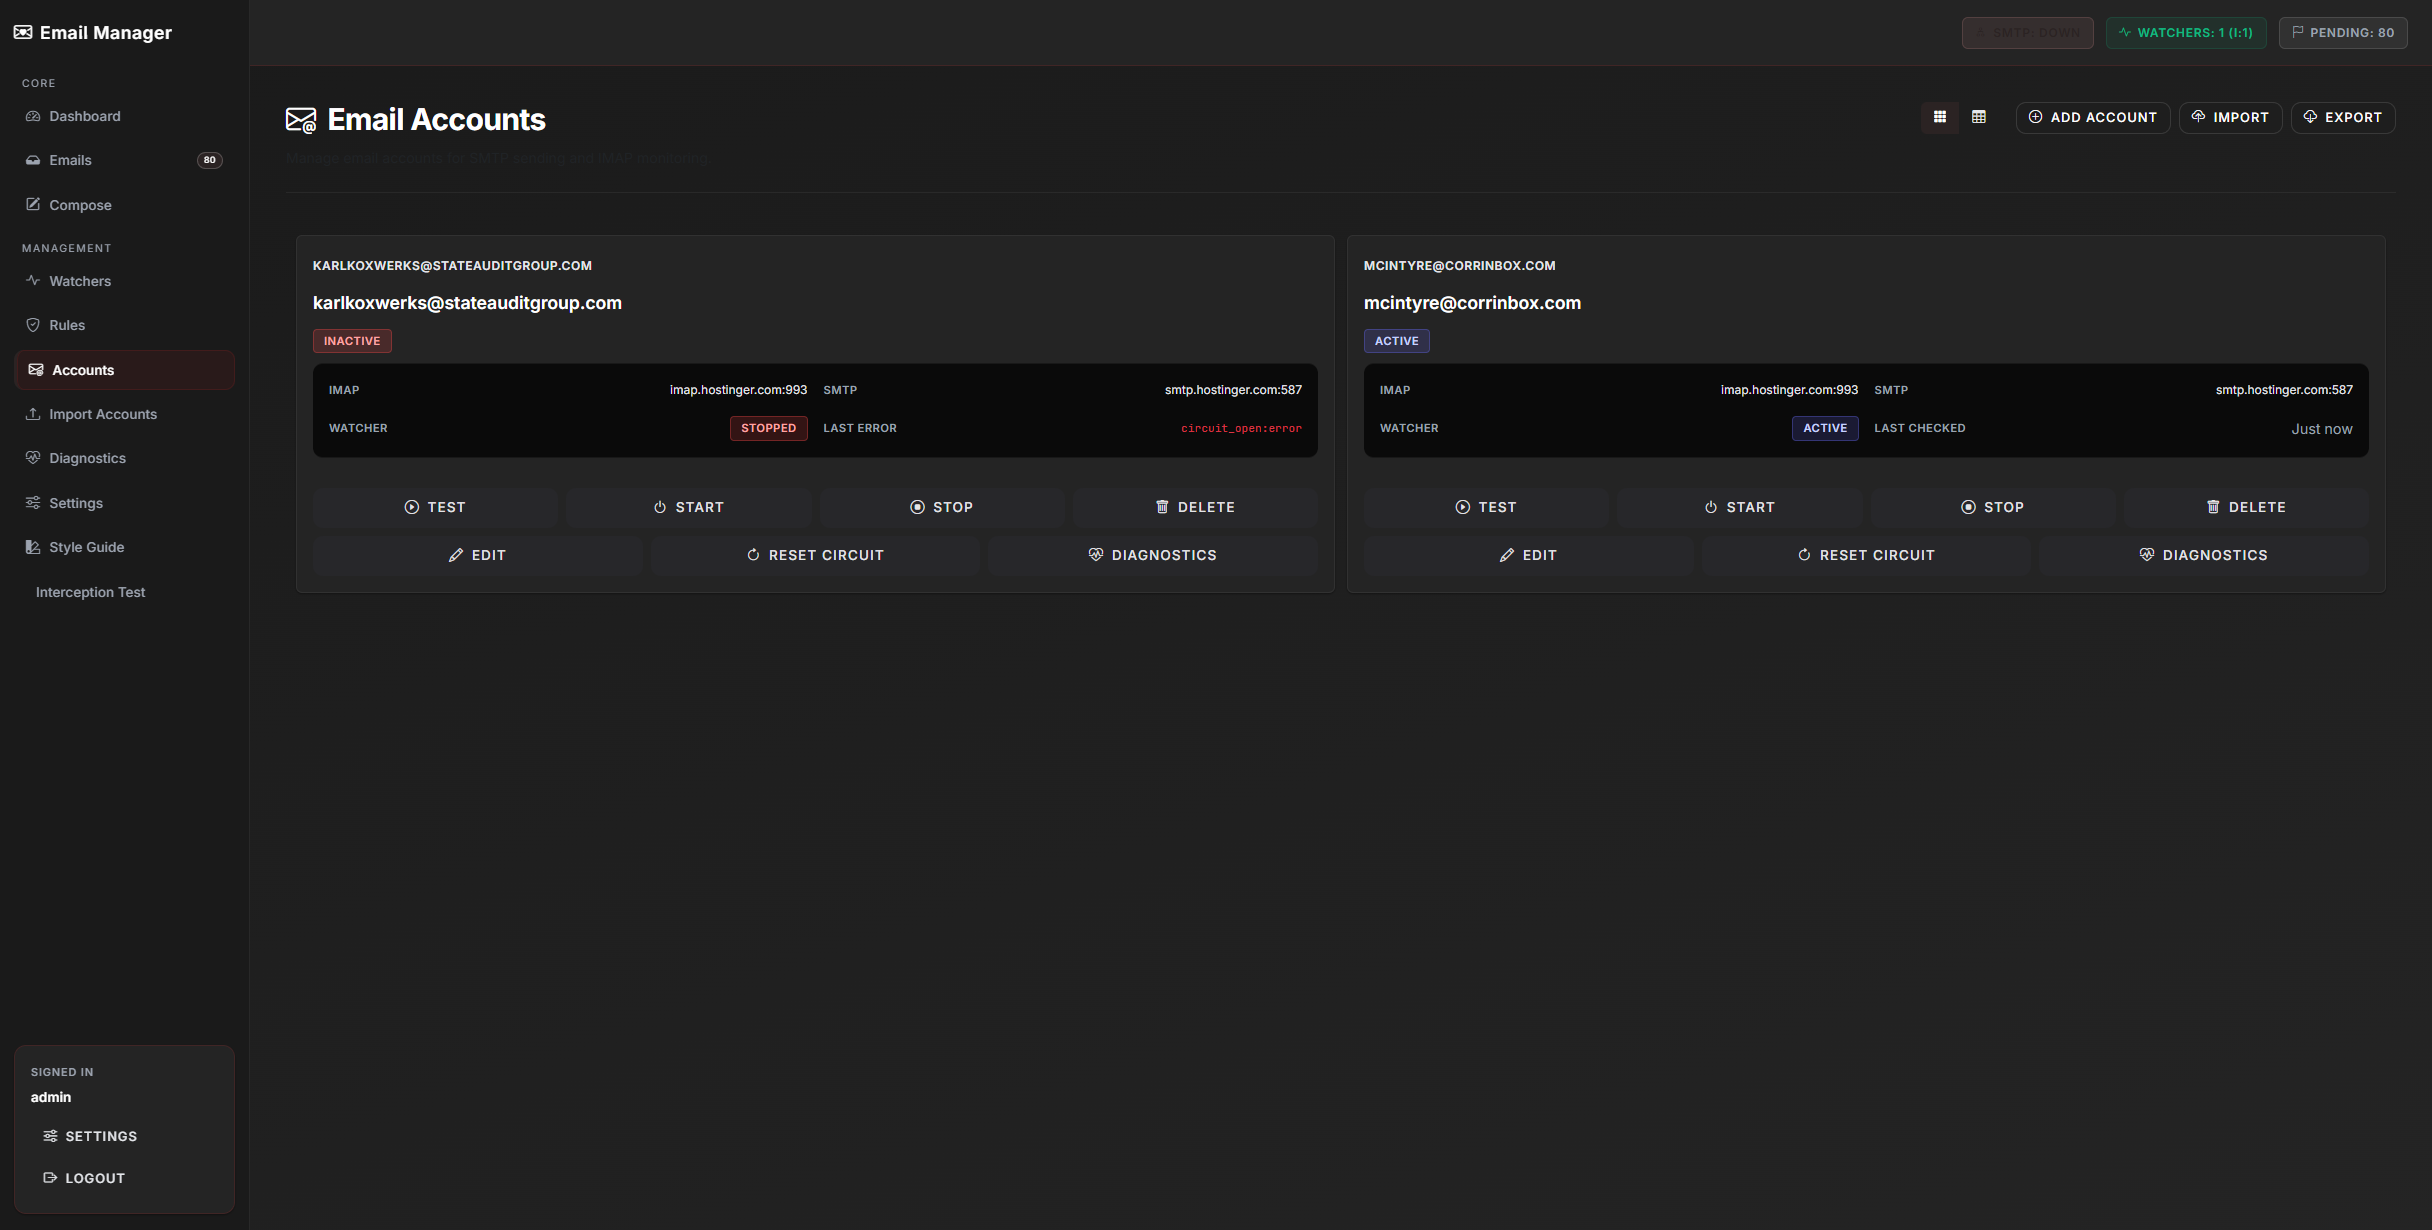 Email Manager
SMTP: DOWN
WATCHERS: 1 (I:1)
PENDING: 80
CORE
Dashboard
Emails
80
Compose
MANAGEMENT
Watchers
Rules
Accounts
Import Accounts
Diagnostics
Settings
Style Guide
Interception Test
SIGNED IN
admin
SETTINGS
LOGOUT
Email Accounts
Manage email accounts for SMTP sending and IMAP monitoring.
ADD ACCOUNT
IMPORT
EXPORT
KARLKOXWERKS@STATEAUDITGROUP.COM
karlkoxwerks@stateauditgroup.com
INACTIVE
IMAP imap.hostinger.com:993 SMTP smtp.hostinger.com:587
WATCHER STOPPED LAST ERROR circuit_open:error
TEST START STOP DELETE
EDIT RESET CIRCUIT DIAGNOSTICS
MCINTYRE@CORRINBOX.COM
mcintyre@corrinbox.com
ACTIVE
IMAP imap.hostinger.com:993 SMTP smtp.hostinger.com:587
WATCHER ACTIVE LAST CHECKED Just now
TEST START STOP DELETE
EDIT RESET CIRCUIT DIAGNOSTICS